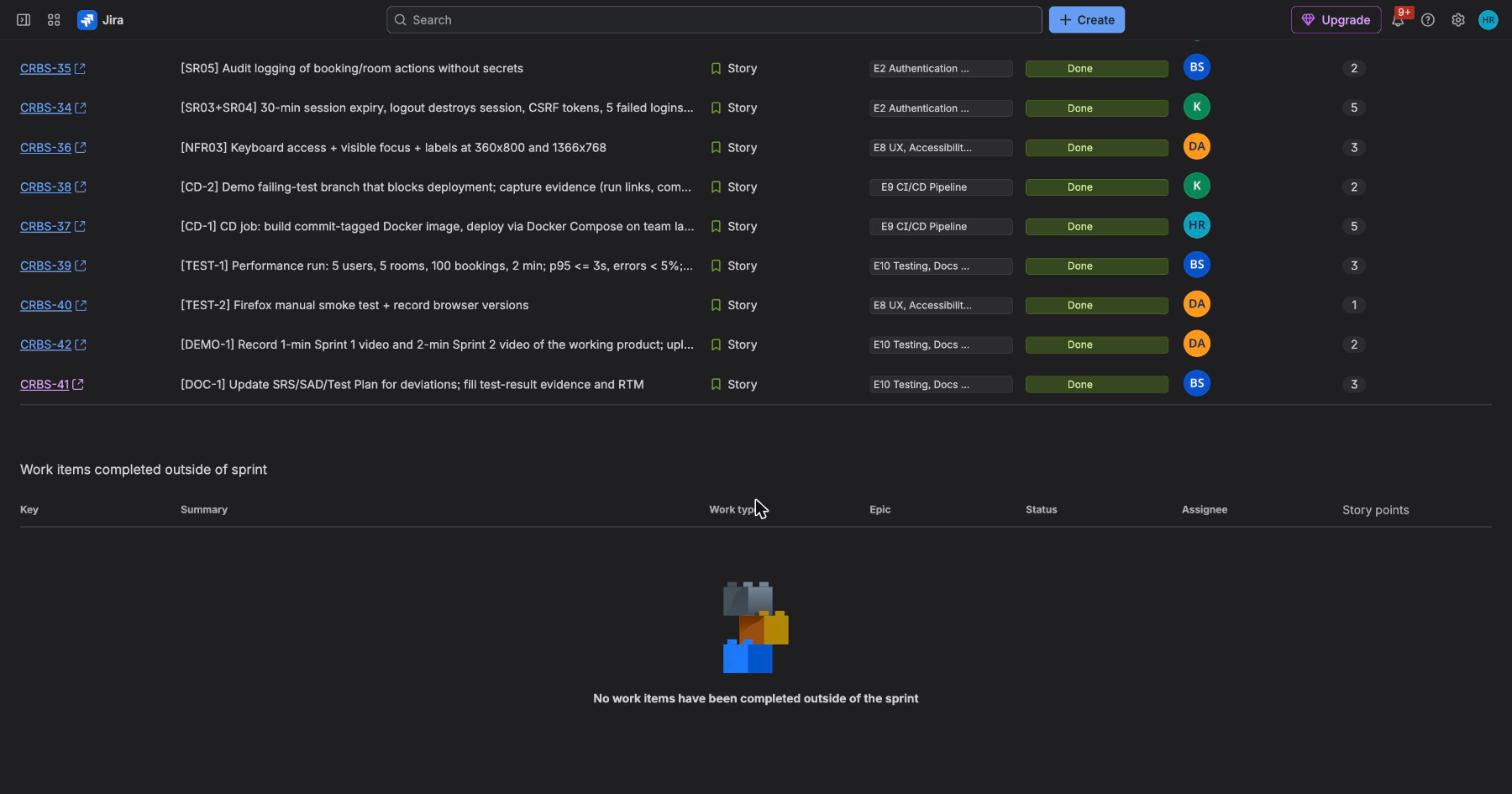 Jira
Search
+ Create
Upgrade
9+
HR
CRBS-35 [SR05] Audit logging of booking/room actions without secrets Story E2 Authentication ... Done BS 2
CRBS-34 [SR03+SR04] 30-min session expiry, logout destroys session, CSRF tokens, 5 failed logins... Story E2 Authentication ... Done K 5
CRBS-36 [NFR03] Keyboard access + visible focus + labels at 360x800 and 1366x768 Story E8 UX, Accessibilit... Done DA 3
CRBS-38 [CD-2] Demo failing-test branch that blocks deployment; capture evidence (run links, com... Story E9 CI/CD Pipeline Done K 2
CRBS-37 [CD-1] CD job: build commit-tagged Docker image, deploy via Docker Compose on team la... Story E9 CI/CD Pipeline Done HR 5
CRBS-39 [TEST-1] Performance run: 5 users, 5 rooms, 100 bookings, 2 min; p95 <= 3s, errors < 5%;... Story E10 Testing, Docs ... Done BS 3
CRBS-40 [TEST-2] Firefox manual smoke test + record browser versions Story E8 UX, Accessibilit... Done DA 1
CRBS-42 [DEMO-1] Record 1-min Sprint 1 video and 2-min Sprint 2 video of the working product; upl... Story E10 Testing, Docs ... Done DA 2
CRBS-41 [DOC-1] Update SRS/SAD/Test Plan for deviations; fill test-result evidence and RTM Story E10 Testing, Docs ... Done BS 3
Work items completed outside of sprint
Key Summary Work type Epic Status Assignee Story points
No work items have been completed outside of the sprint